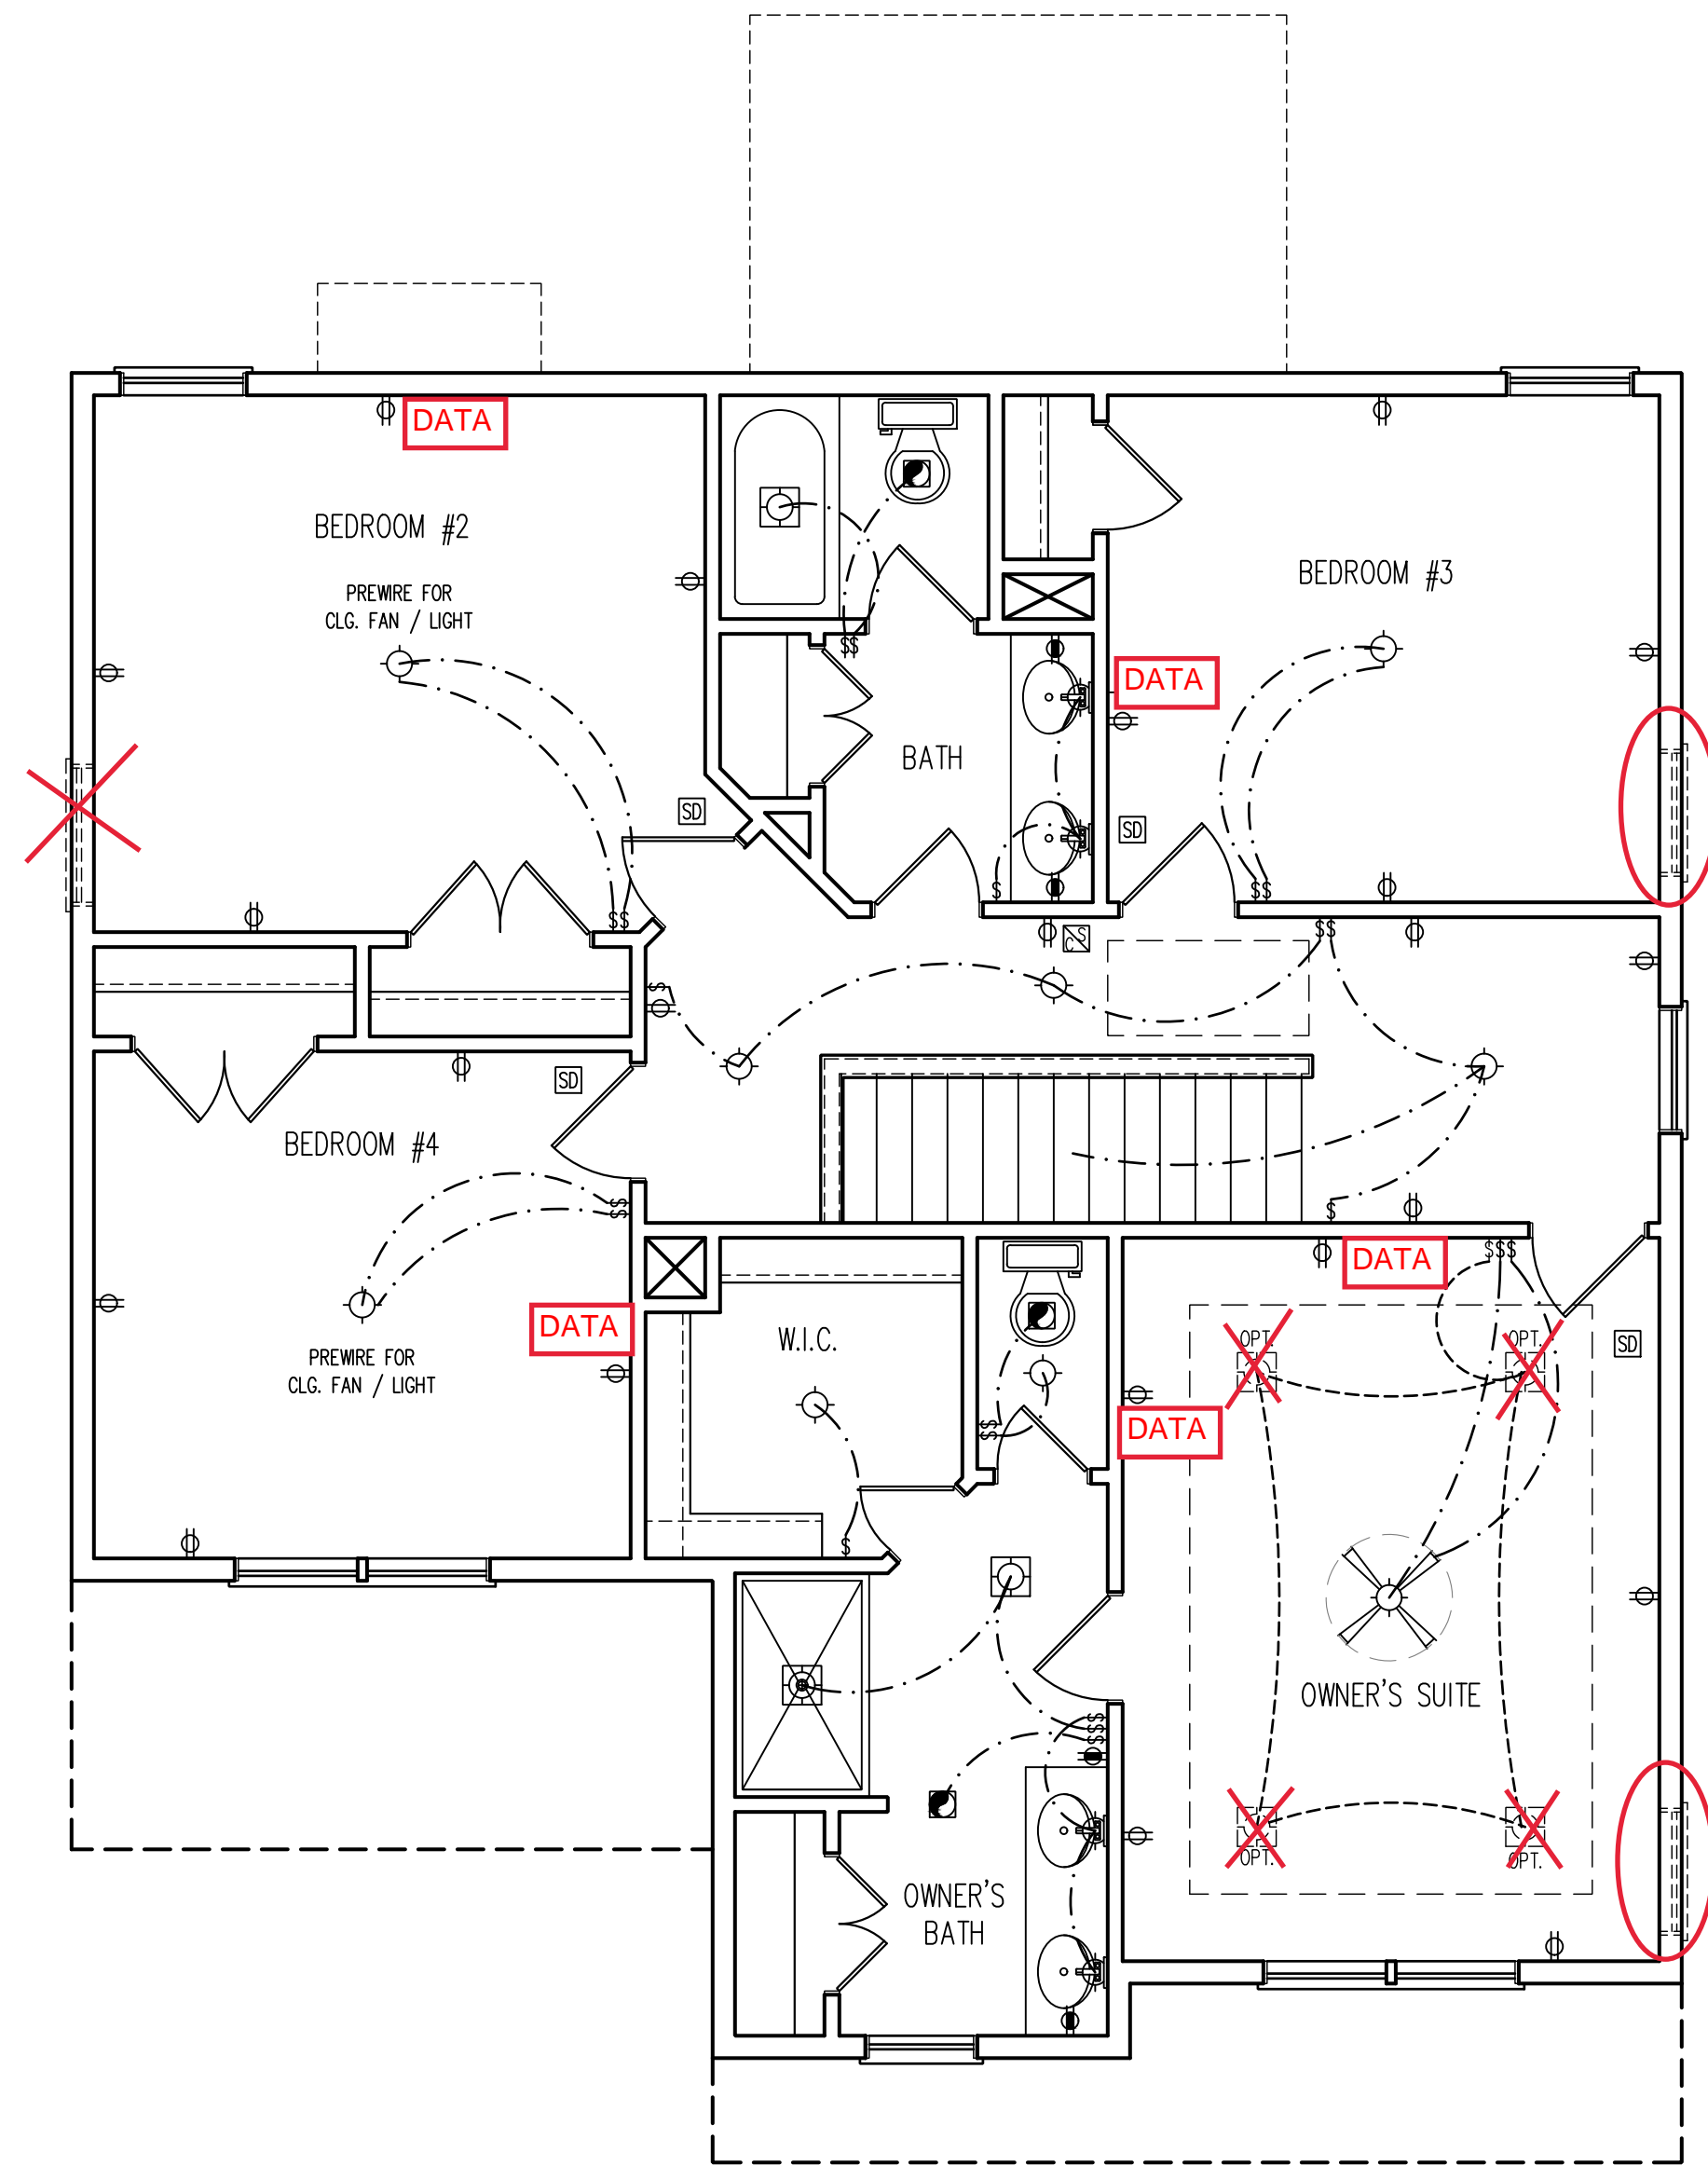 DATA
BEDROOM #2
PREWIRE FOR
CLG. FAN / LIGHT
BEDROOM #3
DATA
BATH
$$
SD
SD
$
$$
$$
$$
S
C
$
SD
BEDROOM #4
$$
$
DATA
$$$
DATA
W.I.C.
OPT.
OPT.
SD
PREWIRE FOR
CLG. FAN / LIGHT
DATA
$$
$
OWNER'S SUITE
$$$
OPT.
OPT.
OWNER'S
BATH